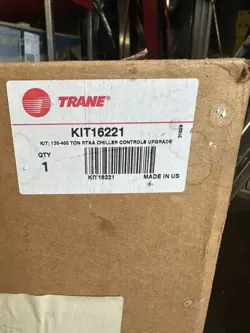 TRANE®
KIT16221
KIT; 130-400 TON RTAA CHILLER CONTROLS UPGRADE
QTY
1
KIT16221
MADE IN US